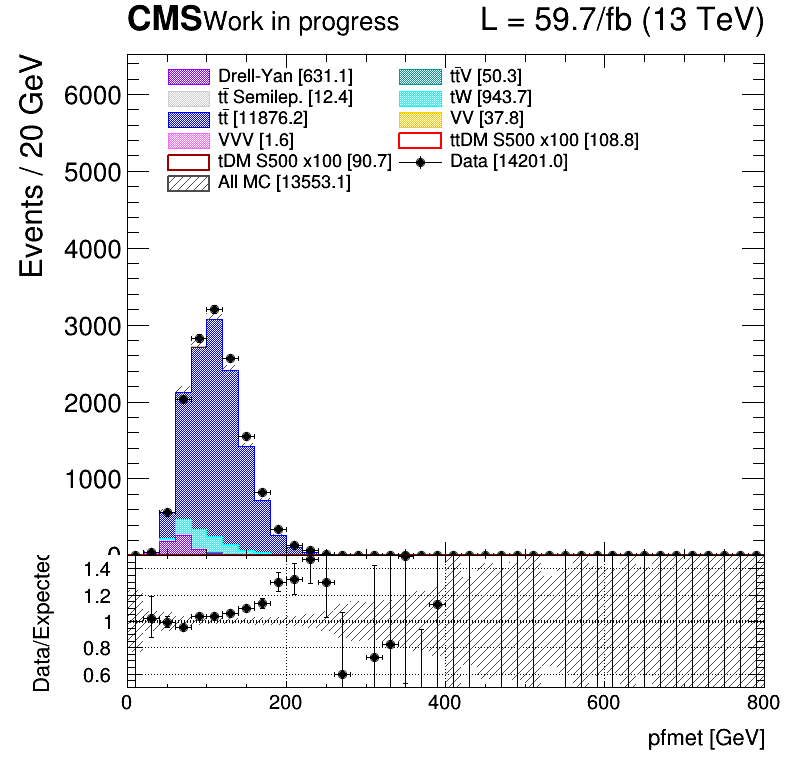 CMS Work in progress L = 59.7/fb (13 TeV)
Events / 20 GeV
Drell-Yan [631.1] tt̄V [50.3]
tt̄ Semilep. [12.4] tW [943.7]
tt̄ [11876.2] VV [37.8]
VVV [1.6] ttDM S500 x100 [108.8]
tDM S500 x100 [90.7] Data [14201.0]
All MC [13553.1]
6000
5000
4000
3000
2000
1000
0
Data/Expected
1.4
1.2
1
0.8
0.6
0 200 400 600 800
pfmet [GeV]